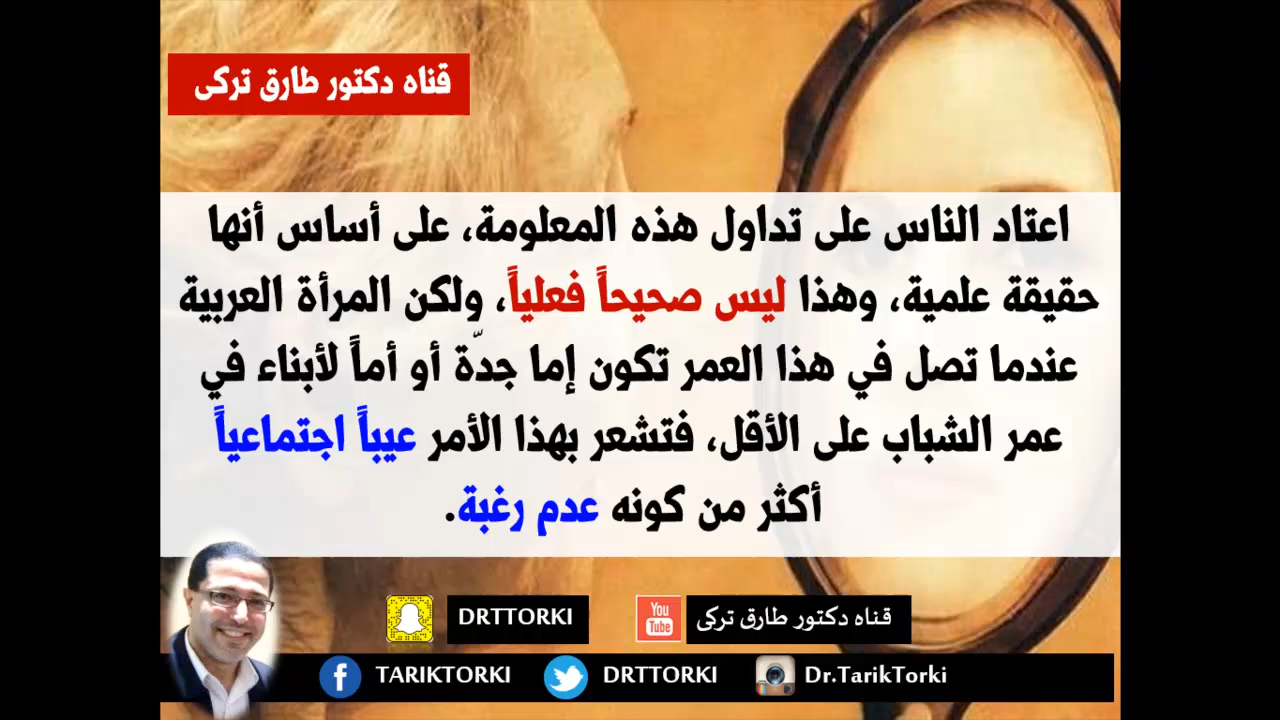 قناه دكتور طارق تركى
اعتاد الناس على تداول هذه المعلومة، على أساس أنها
حقيقة علمية، وهذا ليس صحيحاً فعلياً، ولكن المرأة العربية
عندما تصل في هذا العمر تكون إما جدّة أو أماً لأبناء في
عمر الشباب على الأقل، فتشعر بهذا الأمر عيباً اجتماعياً
أكثر من كونه عدم رغبة.
DRTTORKI
You Tube قناه دكتور طارق تركى
TARIKTORKI DRTTORKI Dr.TarikTorki